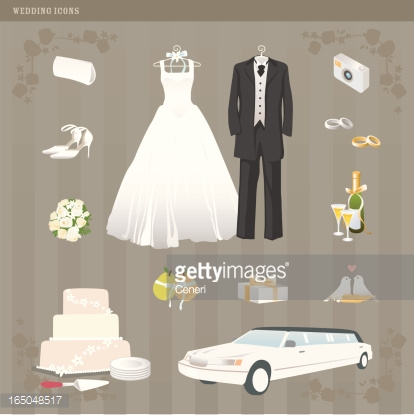 WEDDING ICONS
gettyimages®
Ceneri
165048517